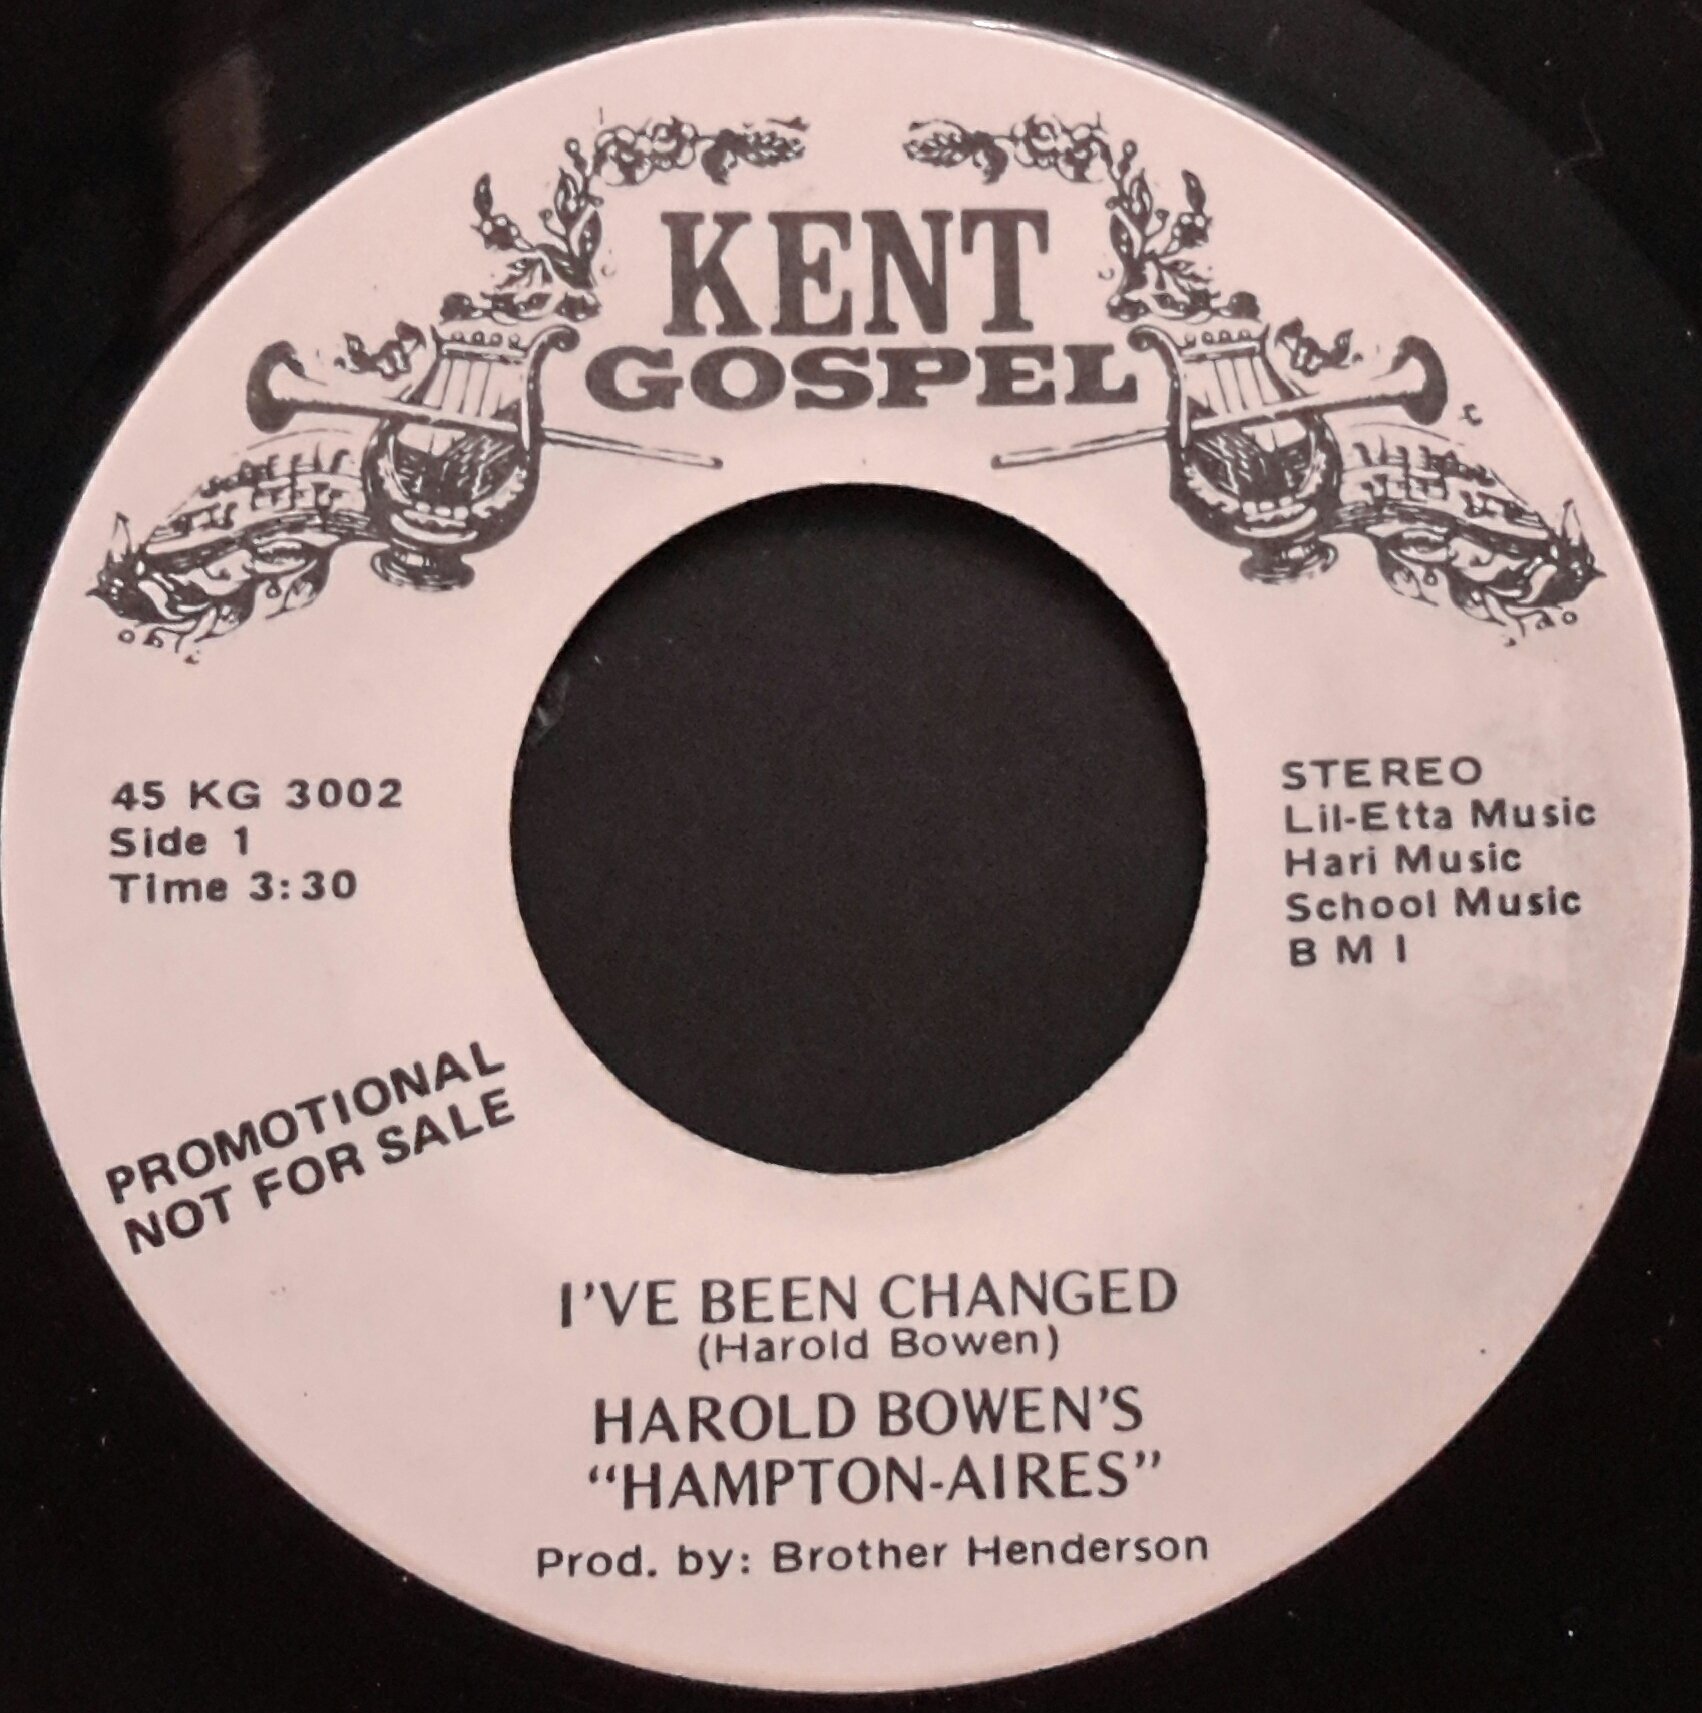 KENT
GOSPEL
45 KG 3002
Side 1
Time 3:30
STEREO
Lil-Etta Music
Hari Music
School Music
B M I
PROMOTIONAL
NOT FOR SALE
I'VE BEEN CHANGED
(Harold Bowen)
HAROLD BOWEN'S
“HAMPTON-AIRES”
Prod. by: Brother Henderson